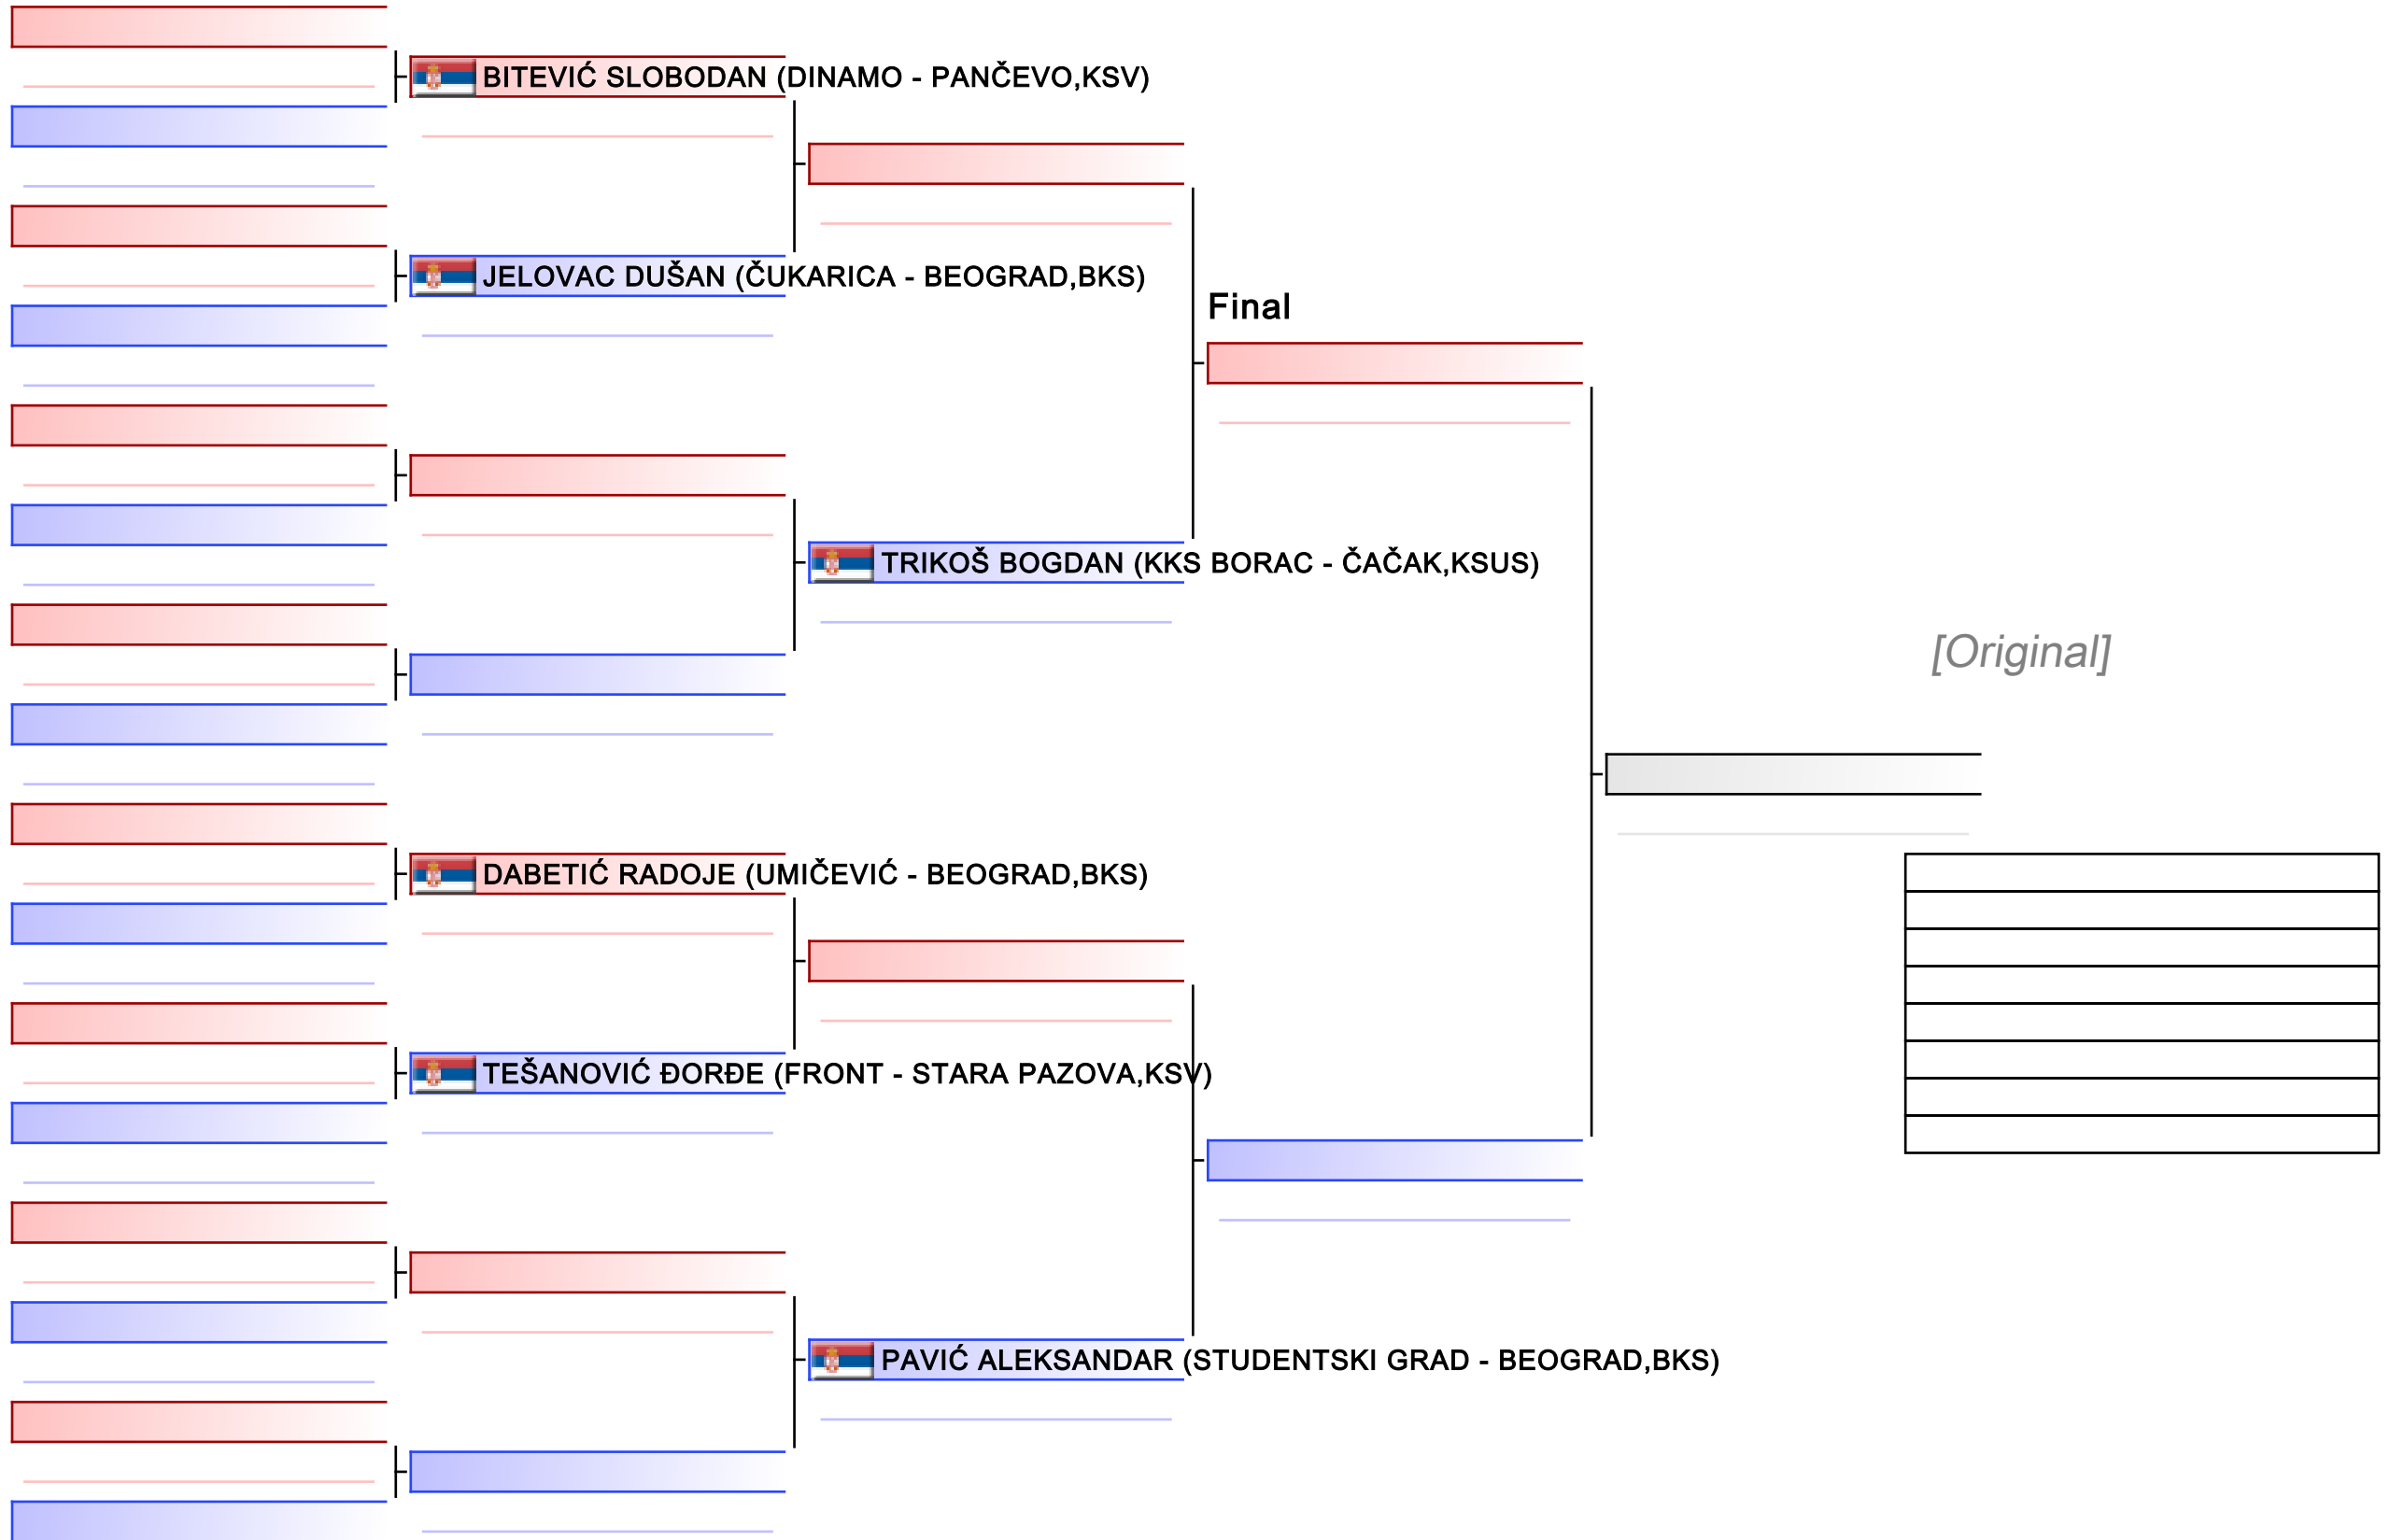 BITEVIĆ SLOBODAN (DINAMO - PANČEVO,KSV)
JELOVAC DUŠAN (ČUKARICA - BEOGRAD,BKS)
Final
TRIKOŠ BOGDAN (KKS BORAC - ČAČAK,KSUS)
[Original]
DABETIĆ RADOJE (UMIČEVIĆ - BEOGRAD,BKS)
TEŠANOVIĆ ĐORĐE (FRONT - STARA PAZOVA,KSV)
PAVIĆ ALEKSANDAR (STUDENTSKI GRAD - BEOGRAD,BKS)